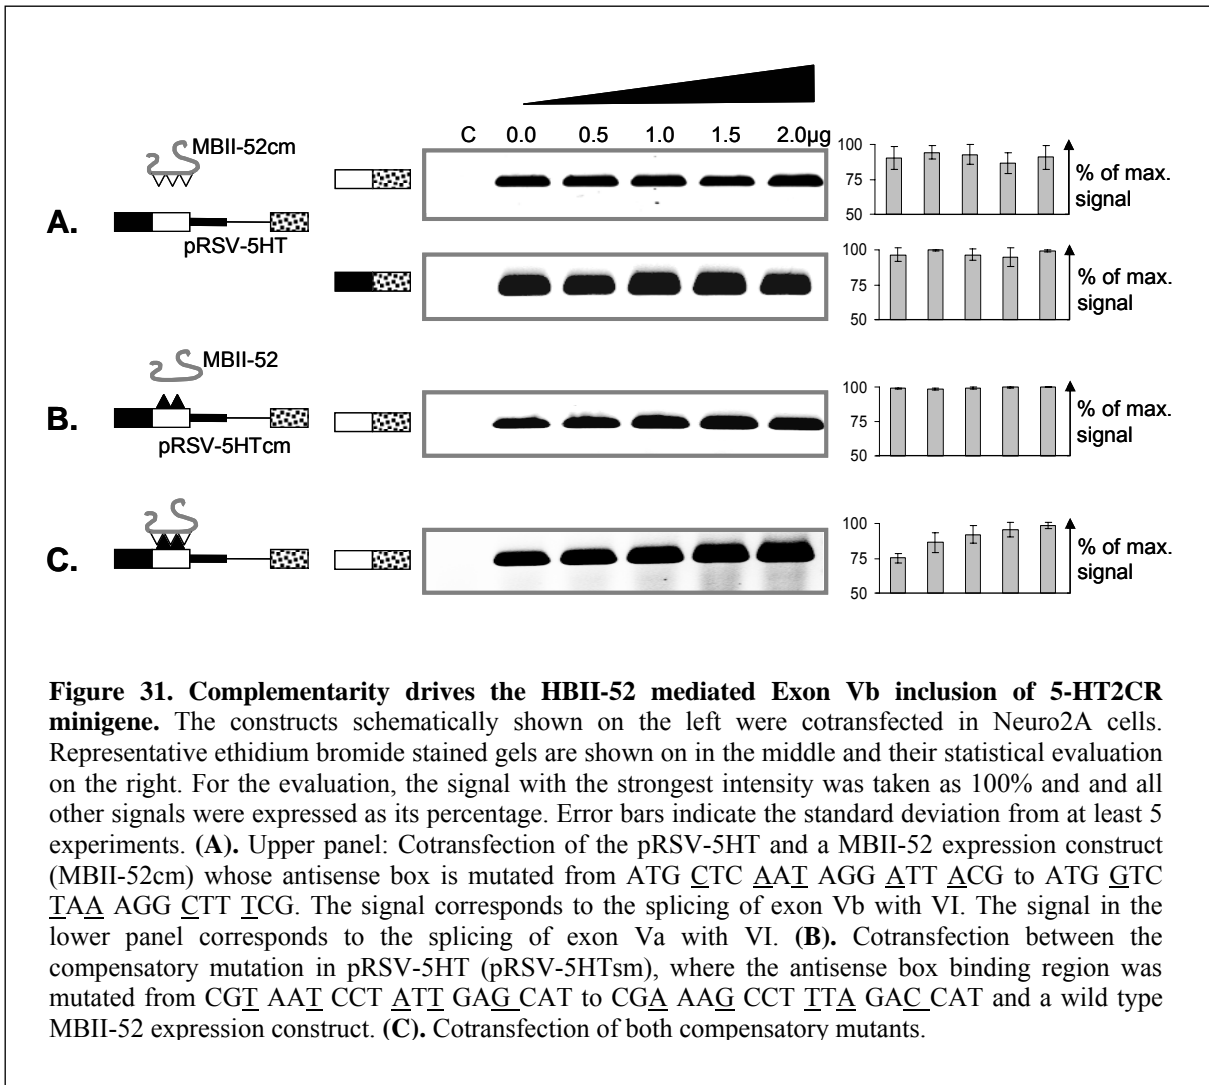 C 0.0 0.5 1.0 1.5 2.0µg
MBII-52cm
A.
pRSV-5HT
100
75
50
% of max.
signal
100
75
50
% of max.
signal
MBII-52
B.
pRSV-5HTcm
100
75
50
% of max.
signal
C.
100
75
50
% of max.
signal
Figure 31. Complementarity drives the HBII-52 mediated Exon Vb inclusion of 5-HT2CR
minigene. The constructs schematically shown on the left were cotransfected in Neuro2A cells.
Representative ethidium bromide stained gels are shown on in the middle and their statistical evaluation
on the right. For the evaluation, the signal with the strongest intensity was taken as 100% and and all
other signals were expressed as its percentage. Error bars indicate the standard deviation from at least 5
experiments. (A). Upper panel: Cotransfection of the pRSV-5HT and a MBII-52 expression construct
(MBII-52cm) whose antisense box is mutated from ATG CTC AAT AGG ATT ACG to ATG GTC
TAA AGG CTT TCG. The signal corresponds to the splicing of exon Vb with VI. The signal in the
lower panel corresponds to the splicing of exon Va with VI. (B). Cotransfection between the
compensatory mutation in pRSV-5HT (pRSV-5HTsm), where the antisense box binding region was
mutated from CGT AAT CCT ATT GAG CAT to CGA AAG CCT TTA GAC CAT and a wild type
MBII-52 expression construct. (C). Cotransfection of both compensatory mutants.